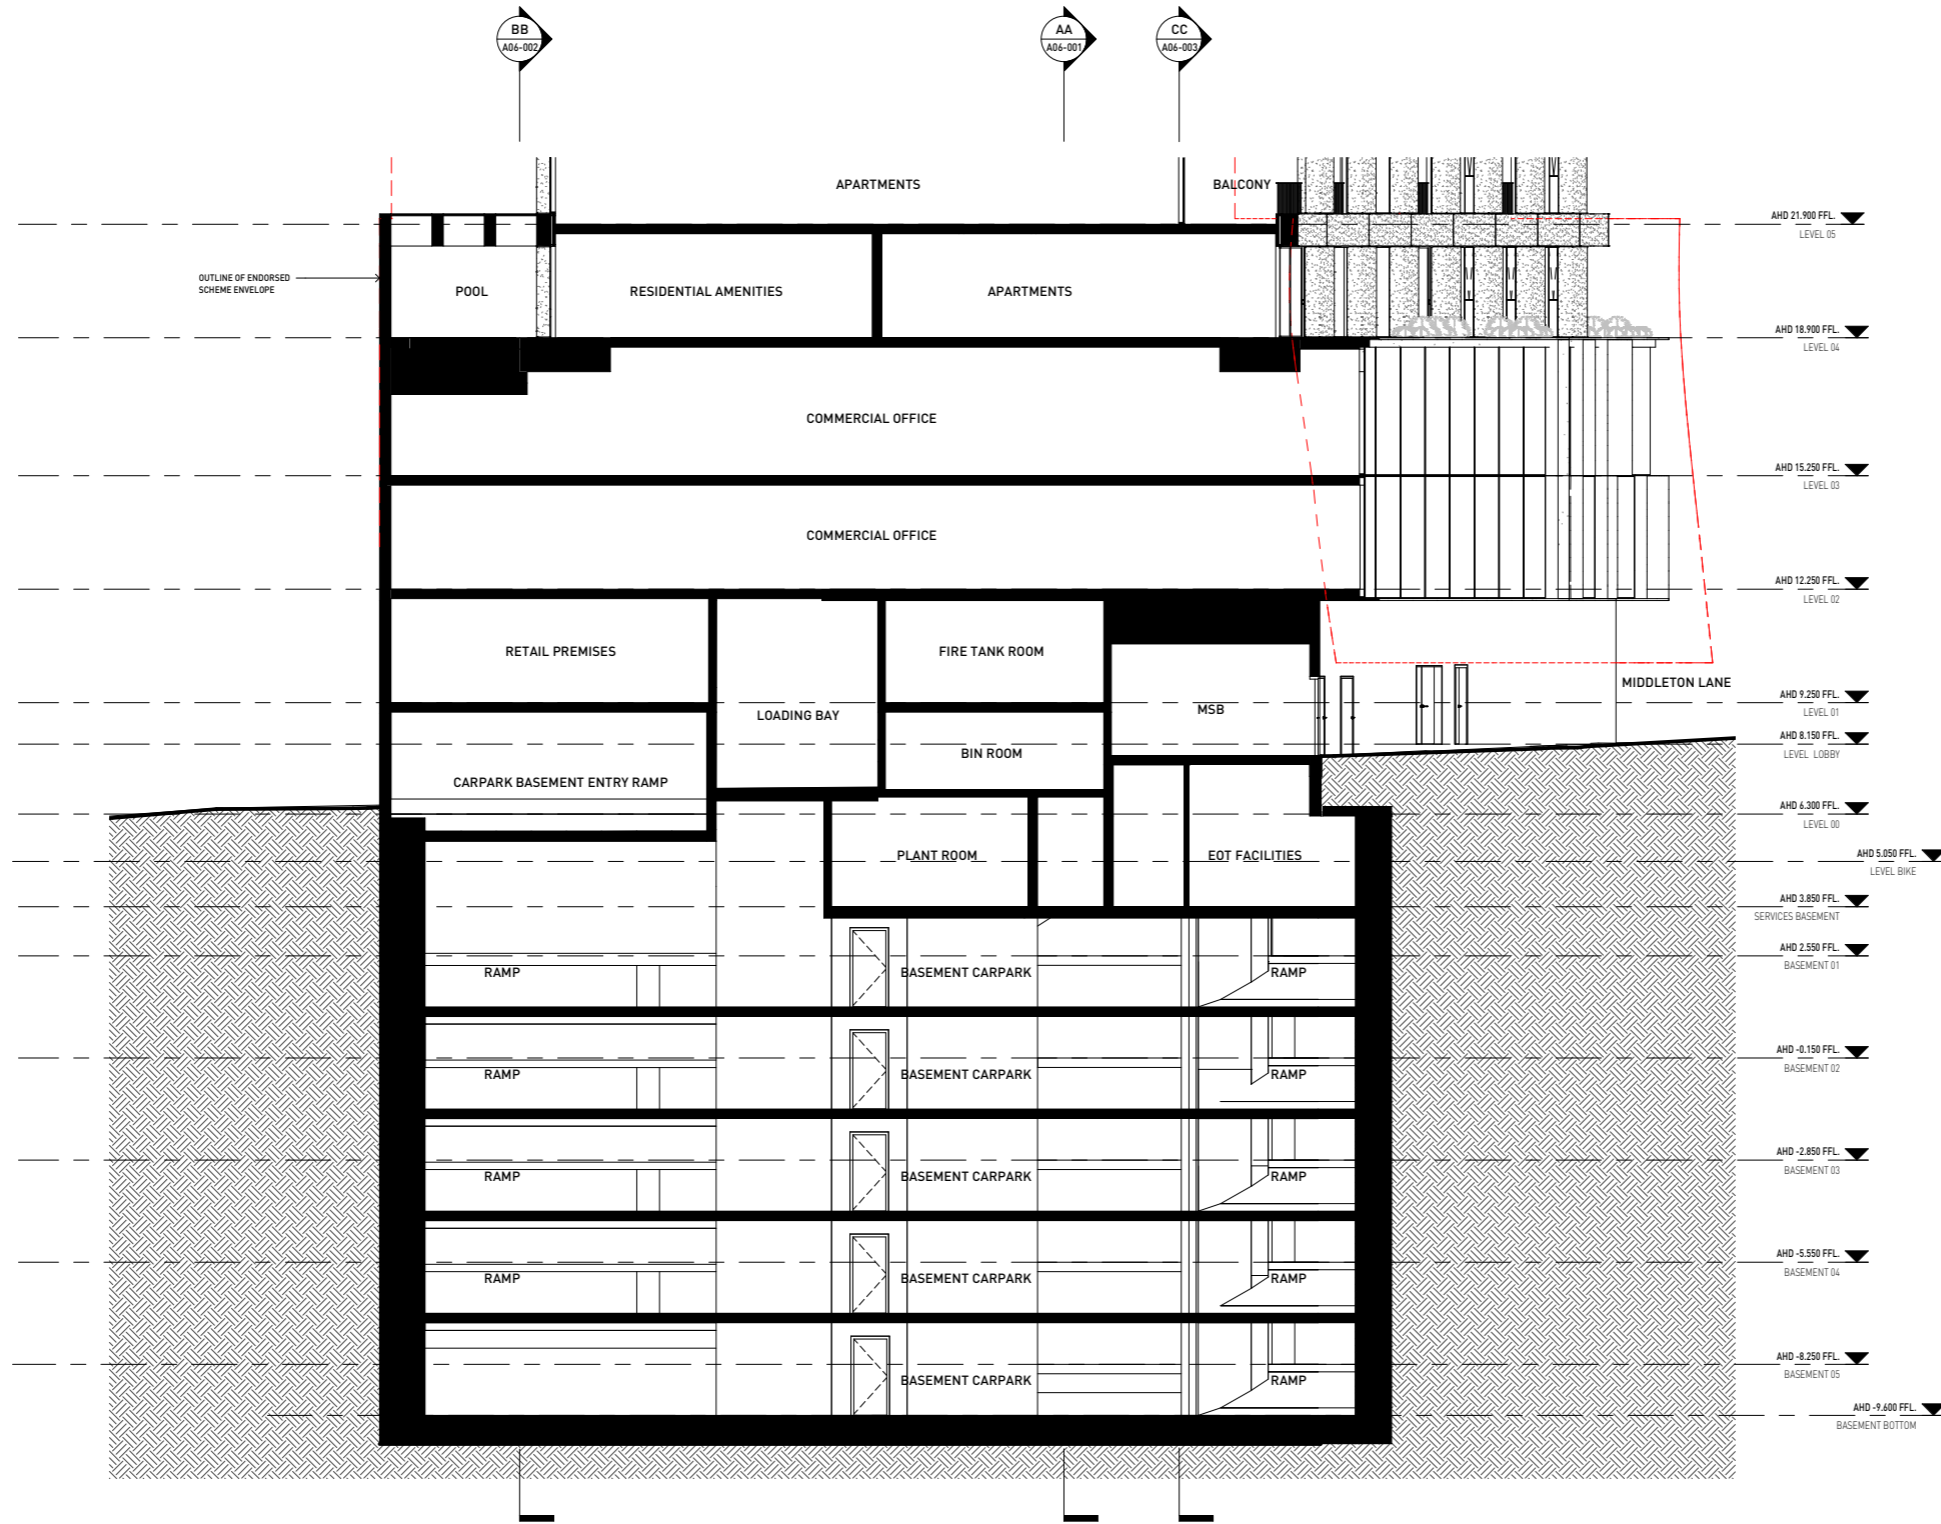 BB
A06-002
AA
A06-001
CC
A06-003
APARTMENTS
BALCONY
AHD 21.900 FFL.
LEVEL 05
OUTLINE OF ENDORSED
SCHEME ENVELOPE
POOL
RESIDENTIAL AMENITIES
APARTMENTS
AHD 18.900 FFL.
LEVEL 04
COMMERCIAL OFFICE
AHD 15.250 FFL.
LEVEL 03
COMMERCIAL OFFICE
AHD 12.250 FFL.
LEVEL 02
RETAIL PREMISES
FIRE TANK ROOM
MIDDLETON LANE
AHD 9.250 FFL.
LEVEL 01
LOADING BAY
MSB
AHD 8.150 FFL.
LEVEL LOBBY
BIN ROOM
CARPARK BASEMENT ENTRY RAMP
AHD 6.300 FFL.
LEVEL 00
PLANT ROOM
EOT FACILITIES
AHD 5.050 FFL.
LEVEL BIKE
AHD 3.850 FFL.
SERVICES BASEMENT
AHD 2.550 FFL.
BASEMENT 01
RAMP
BASEMENT CARPARK
RAMP
AHD -0.150 FFL.
BASEMENT 02
RAMP
BASEMENT CARPARK
RAMP
AHD -2.850 FFL.
BASEMENT 03
RAMP
BASEMENT CARPARK
RAMP
AHD -5.550 FFL.
BASEMENT 04
RAMP
BASEMENT CARPARK
RAMP
AHD -8.250 FFL.
BASEMENT 05
BASEMENT CARPARK
RAMP
AHD -9.600 FFL.
BASEMENT BOTTOM